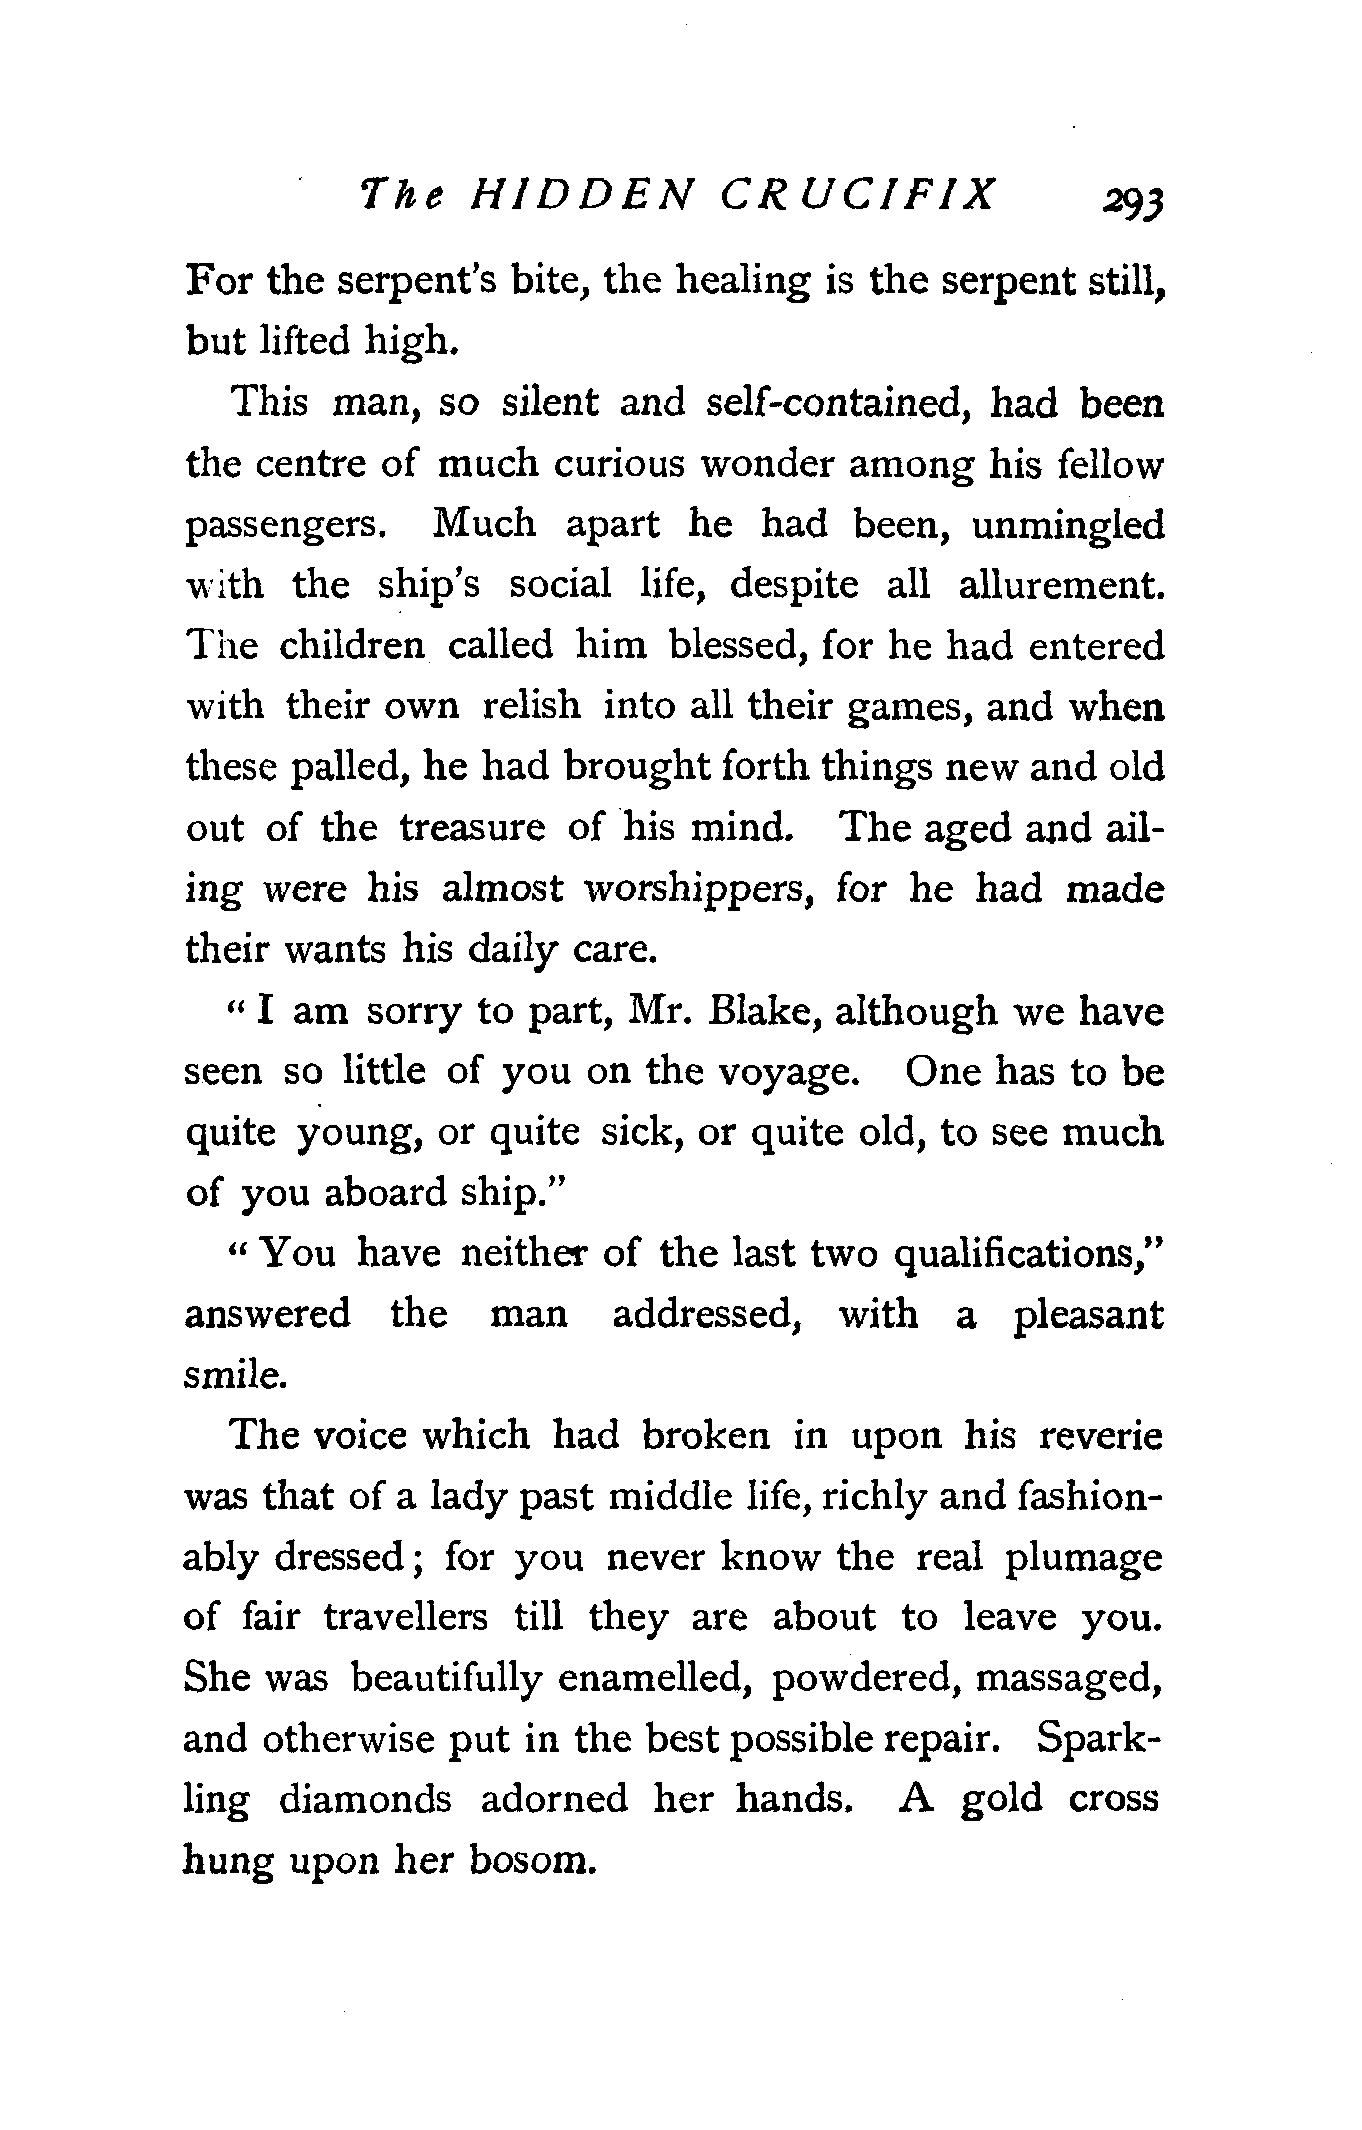 The HIDDEN CRUCIFIX 293
For the serpent's bite, the healing is the serpent still,
but lifted high.
This man, so silent and self-contained, had been
the centre of much curious wonder among his fellow
passengers. Much apart he had been, unmingled
with the ship's social life, despite all allurement.
The children called him blessed, for he had entered
with their own relish into all their games, and when
these palled, he had brought forth things new and old
out of the treasure of his mind. The aged and ail-
ing were his almost worshippers, for he had made
their wants his daily care.
“ I am sorry to part, Mr. Blake, although we have
seen so little of you on the voyage. One has to be
quite young, or quite sick, or quite old, to see much
of you aboard ship.”
“ You have neither of the last two qualifications,”
answered the man addressed, with a pleasant
smile.
The voice which had broken in upon his reverie
was that of a lady past middle life, richly and fashion-
ably dressed ; for you never know the real plumage
of fair travellers till they are about to leave you.
She was beautifully enamelled, powdered, massaged,
and otherwise put in the best possible repair. Spark-
ling diamonds adorned her hands. A gold cross
hung upon her bosom.